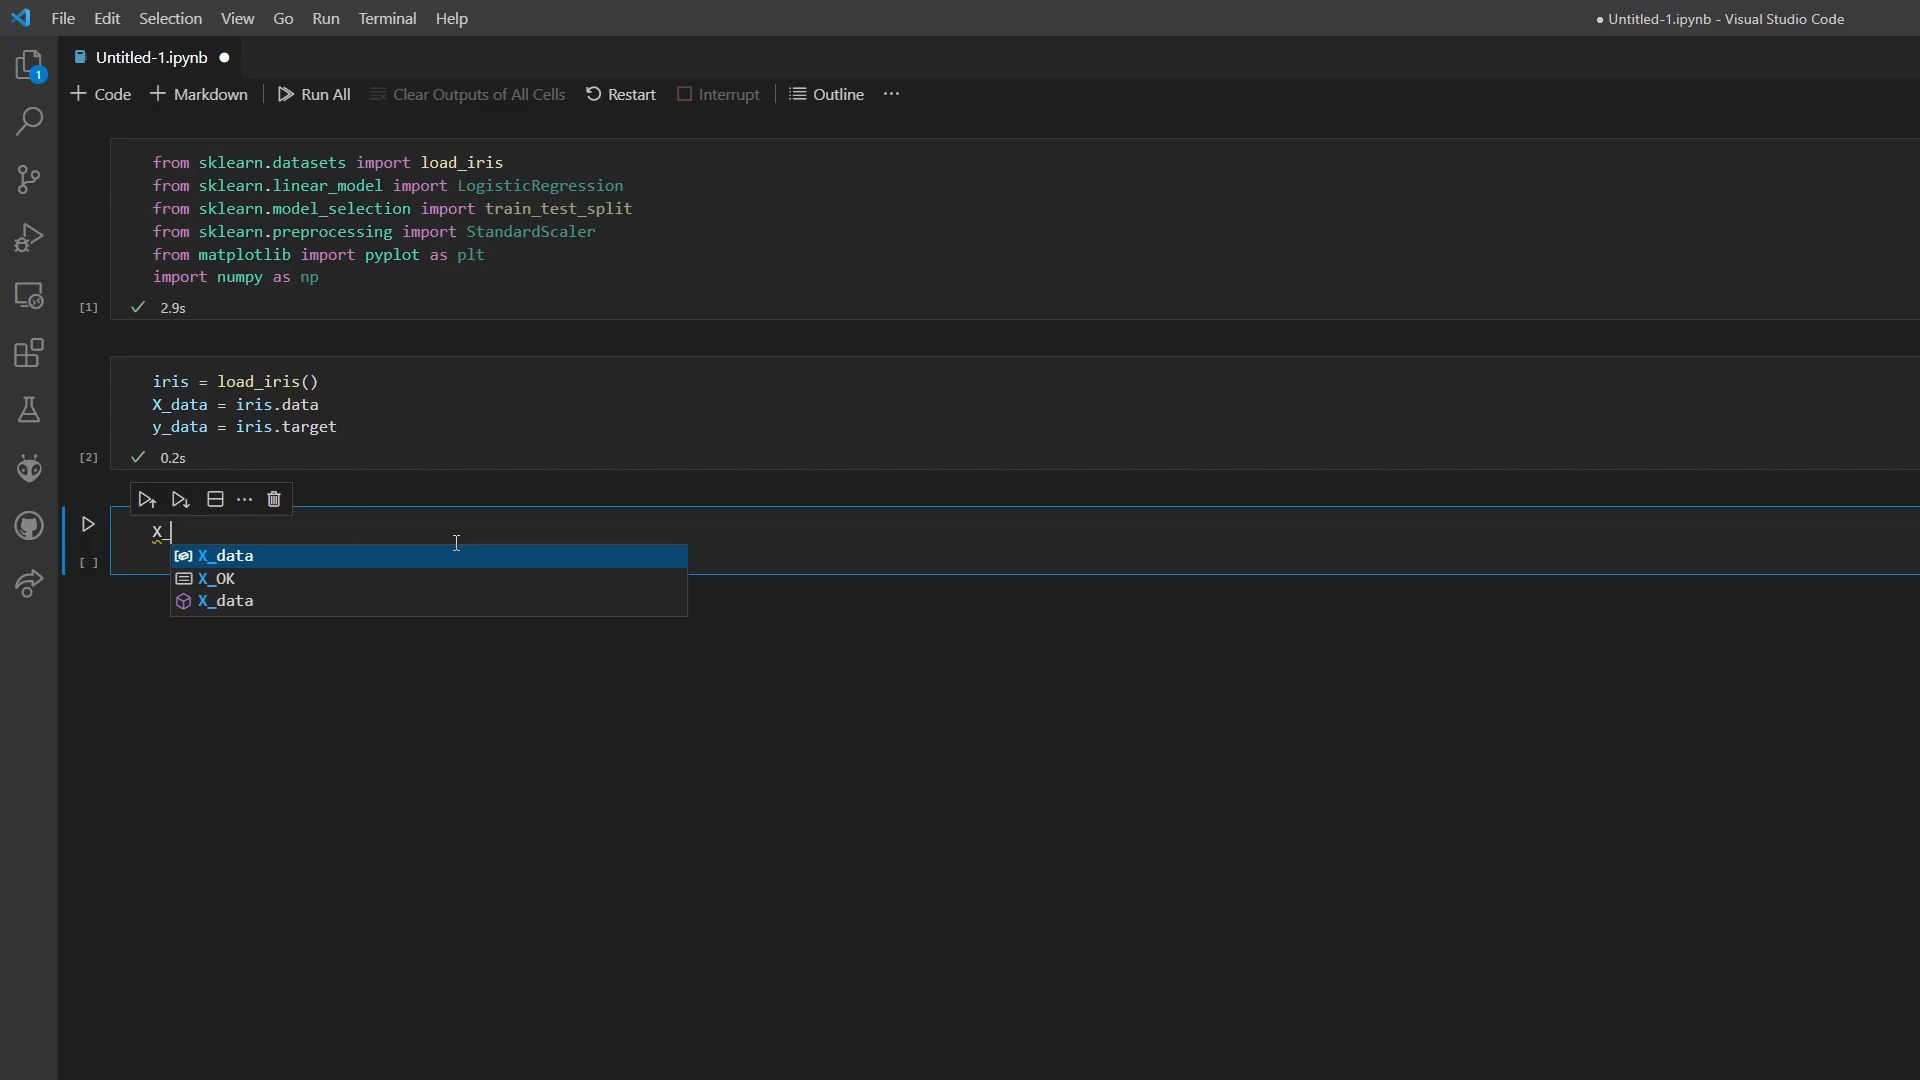 File Edit Selection View Go Run Terminal Help
● Untitled-1.ipynb - Visual Studio Code
1
Untitled-1.ipynb ●
+ Code + Markdown Run All Clear Outputs of All Cells Restart Interrupt Outline ...
from sklearn.datasets import load_iris
from sklearn.linear_model import LogisticRegression
from sklearn.model_selection import train_test_split
from sklearn.preprocessing import StandardScaler
from matplotlib import pyplot as plt
import numpy as np
[1] ✓ 2.9s
iris = load_iris()
X_data = iris.data
y_data = iris.target
[2] ✓ 0.2s
X_
[ ]
X_data
X_OK
X_data